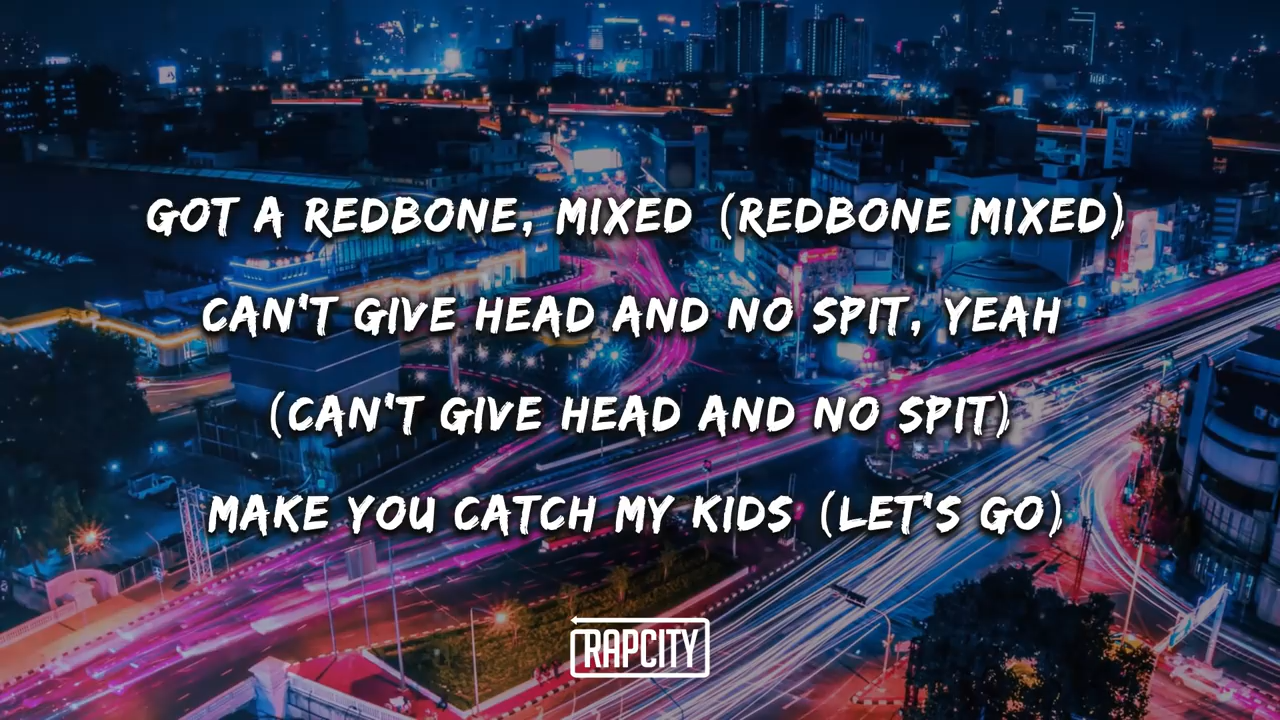 GOT A REDBONE, MIXED (REDBONE MIXED)
CAN'T GIVE HEAD AND NO SPIT, YEAH
(CAN'T GIVE HEAD AND NO SPIT)
MAKE YOU CATCH MY KIDS (LET'S GO)
RAPCITY